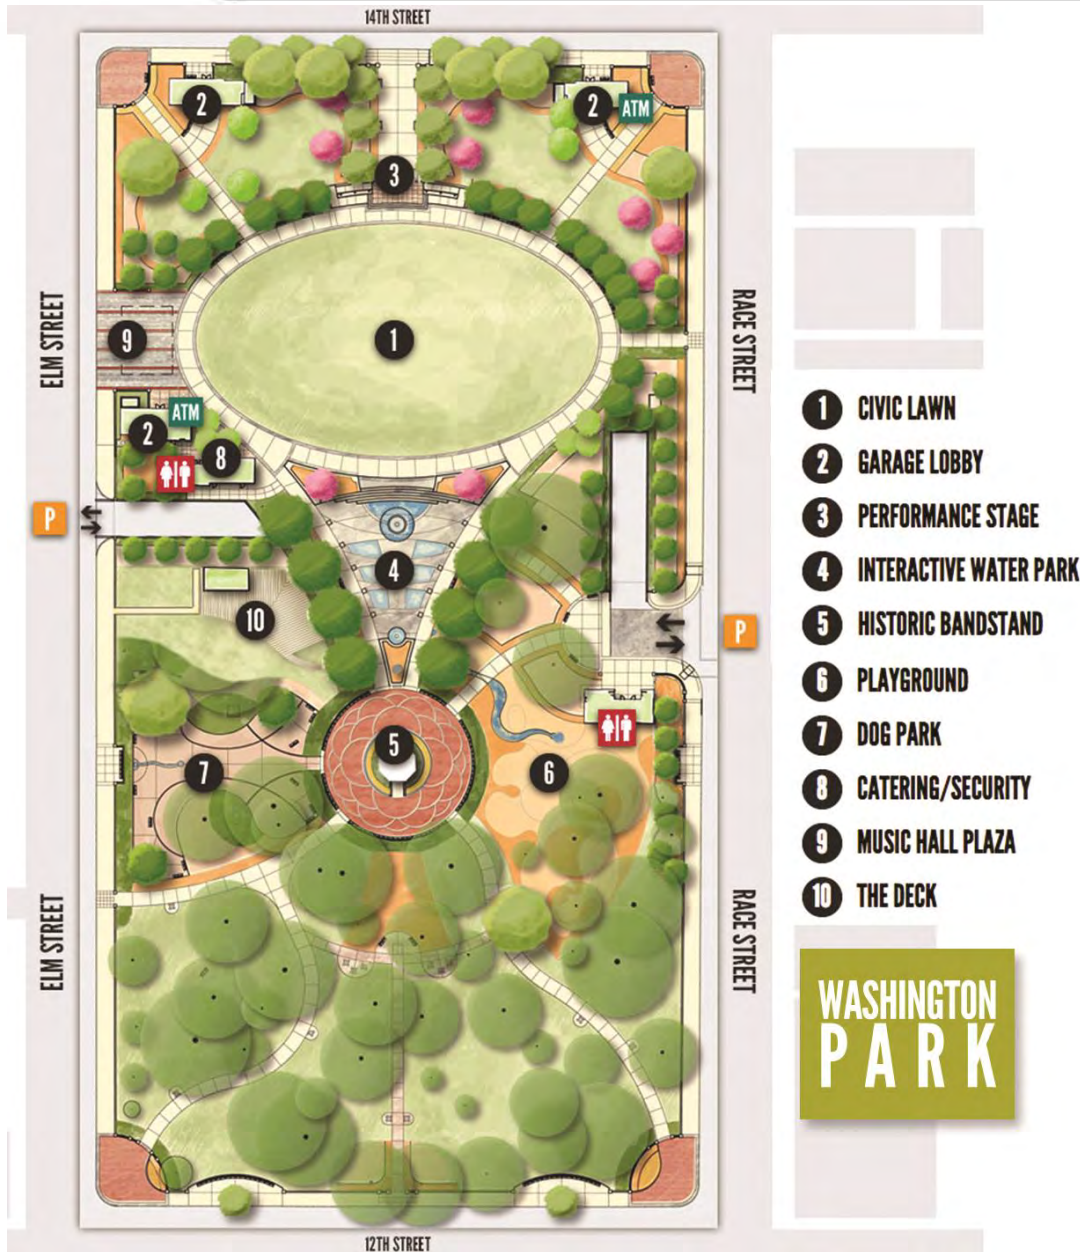 14TH STREET
2
2
ATM
3
ELM STREET
RACE STREET
1
9
ATM
2
8
P
4
10
P
5
7
6
ELM STREET
RACE STREET
12TH STREET
1 CIVIC LAWN
2 GARAGE LOBBY
3 PERFORMANCE STAGE
4 INTERACTIVE WATER PARK
5 HISTORIC BANDSTAND
6 PLAYGROUND
7 DOG PARK
8 CATERING/SECURITY
9 MUSIC HALL PLAZA
10 THE DECK
WASHINGTON
PARK